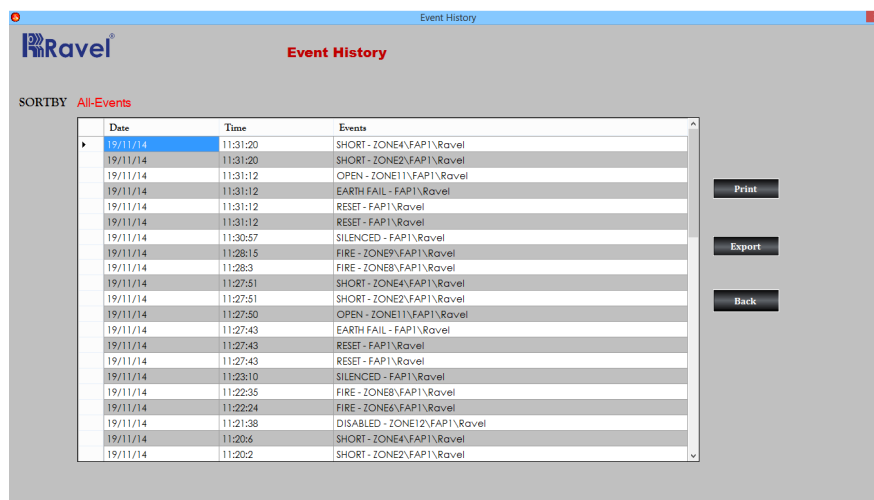 Event History
Ravel®
Event History
SORTBY All-Events
Date Time Events
19/11/14 11:31:20 SHORT - ZONE4\FAP1\Ravel
19/11/14 11:31:20 SHORT - ZONE2\FAP1\Ravel
19/11/14 11:31:12 OPEN - ZONE11\FAP1\Ravel
19/11/14 11:31:12 EARTH FAIL - FAP1\Ravel
19/11/14 11:31:12 RESET - FAP1\Ravel
19/11/14 11:31:12 RESET - FAP1\Ravel
19/11/14 11:30:57 SILENCED - FAP1\Ravel
19/11/14 11:28:15 FIRE - ZONE9\FAP1\Ravel
19/11/14 11:28:3 FIRE - ZONE8\FAP1\Ravel
19/11/14 11:27:51 SHORT - ZONE4\FAP1\Ravel
19/11/14 11:27:51 SHORT - ZONE2\FAP1\Ravel
19/11/14 11:27:50 OPEN - ZONE11\FAP1\Ravel
19/11/14 11:27:43 EARTH FAIL - FAP1\Ravel
19/11/14 11:27:43 RESET - FAP1\Ravel
19/11/14 11:27:43 RESET - FAP1\Ravel
19/11/14 11:23:10 SILENCED - FAP1\Ravel
19/11/14 11:22:35 FIRE - ZONE8\FAP1\Ravel
19/11/14 11:22:24 FIRE - ZONE6\FAP1\Ravel
19/11/14 11:21:38 DISABLED - ZONE12\FAP1\Ravel
19/11/14 11:20:6 SHORT - ZONE4\FAP1\Ravel
19/11/14 11:20:2 SHORT - ZONE2\FAP1\Ravel
Print
Export
Back